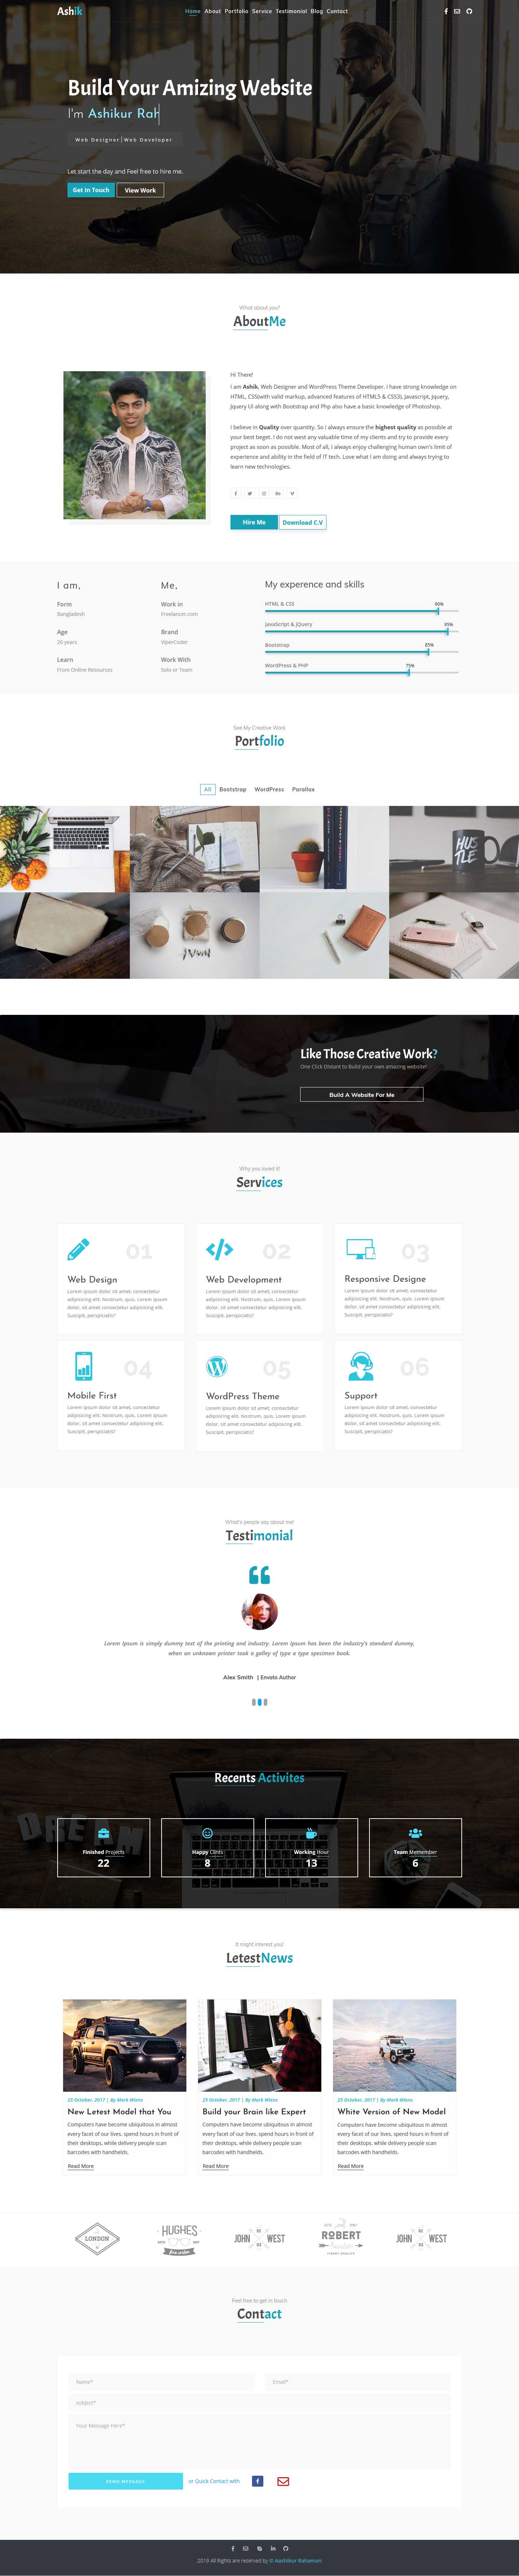 Ashik Home About Portfolio Service Testimonial Blog Contact
Build Your Amizing Website
I'm Ashikur Rah
Web Designer | Web Developer
Let start the day and Feel free to hire me.
Get In Touch View Work
What about you?
AboutMe
Hi There!
I am Ashik, Web Designer and WordPress Theme Developer. I have strong knowledge on
HTML, CSS(with valid markup, advanced features of HTML5 & CSS3), Javascript, Jquery,
Jquery UI along with Bootstrap and Php also have a basic knowledge of Photoshop.
I believe in Quality over quantity. So I always ensure the highest quality as possible at
your best beget. I do not west any valuable time of my clients and try to provide every
project as soon as possible. Most of all, I always enjoy challenging human own's limit of
experience and ability in the field of IT tech. Love what I am doing and always trying to
learn new technologies.
Hire Me Download C.V
I am,
Form
Bangladesh
Age
20 years
Learn
From Online Resources
Me,
Work in
Freelancer.com
Brand
ViperCoder
Work With
Solo or Team
My experence and skills
HTML & CSS 90%
JavaScript & JQuery 95%
Bootstrap 85%
WordPress & PHP 75%
See My Creative Work
Portfolio
All Bootstrap WordPress Parallax
HUS
TLE
Like Those Creative Work?
One Click Distant to Build your own amazing website!
Build A Website For Me
Why you loved it!
Services
01
Web Design
Lorem ipsum dolor sit amet, consectetur
adipisicing elit. Nostrum, quis. Lorem ipsum
dolor, sit amet consectetur adipisicing elit.
Suscipit, perspiciatis?
02
Web Development
Lorem ipsum dolor sit amet, consectetur
adipisicing elit. Nostrum, quis. Lorem ipsum
dolor, sit amet consectetur adipisicing elit.
Suscipit, perspiciatis?
03
Responsive Designe
Lorem ipsum dolor sit amet, consectetur
adipisicing elit. Nostrum, quis. Lorem ipsum
dolor, sit amet consectetur adipisicing elit.
Suscipit, perspiciatis?
04
Mobile First
Lorem ipsum dolor sit amet, consectetur
adipisicing elit. Nostrum, quis. Lorem ipsum
dolor, sit amet consectetur adipisicing elit.
Suscipit, perspiciatis?
05
WordPress Theme
Lorem ipsum dolor sit amet, consectetur
adipisicing elit. Nostrum, quis. Lorem ipsum
dolor, sit amet consectetur adipisicing elit.
Suscipit, perspiciatis?
06
Support
Lorem ipsum dolor sit amet, consectetur
adipisicing elit. Nostrum, quis. Lorem ipsum
dolor, sit amet consectetur adipisicing elit.
Suscipit, perspiciatis?
What's people say about me!
Testimonial
Lorem Ipsum is simply dummy text of the printing and industry. Lorem Ipsum has been the industry's standard dummy,
when an unknown printer took a galley of type a type specimen book.
Alex Smith | Envato Author
Recents Activites
DREAM
Finished Projects
22
Happy Clints
8
Working Hour
13
Team Memember
6
It might interest you!
LetestNews
25 October, 2017 | By Mark Wiens
New Letest Model that You
Computers have become ubiquitous in almost
every facet of our lives. spend hours in front of
their desktops, while delivery people scan
barcodes with handhelds.
Read More
25 October, 2017 | By Mark Wiens
Build your Brain like Expert
Computers have become ubiquitous in almost
every facet of our lives. spend hours in front of
their desktops, while delivery people scan
barcodes with handhelds.
Read More
25 October, 2017 | By Mark Wiens
White Version of New Model
Computers have become ubiquitous in almost
every facet of our lives. spend hours in front of
their desktops, while delivery people scan
barcodes with handhelds.
Read More
LONDON
HUGHES
JOHN WEST
ROBERT
JOHN WEST
Feel free to get in touch
Contact
Name* Email*
subject*
Your Message Here*
SEND MESSAGE or Quick Contact with
2019 All Rights are reserved by © Aashiikur Rahaman